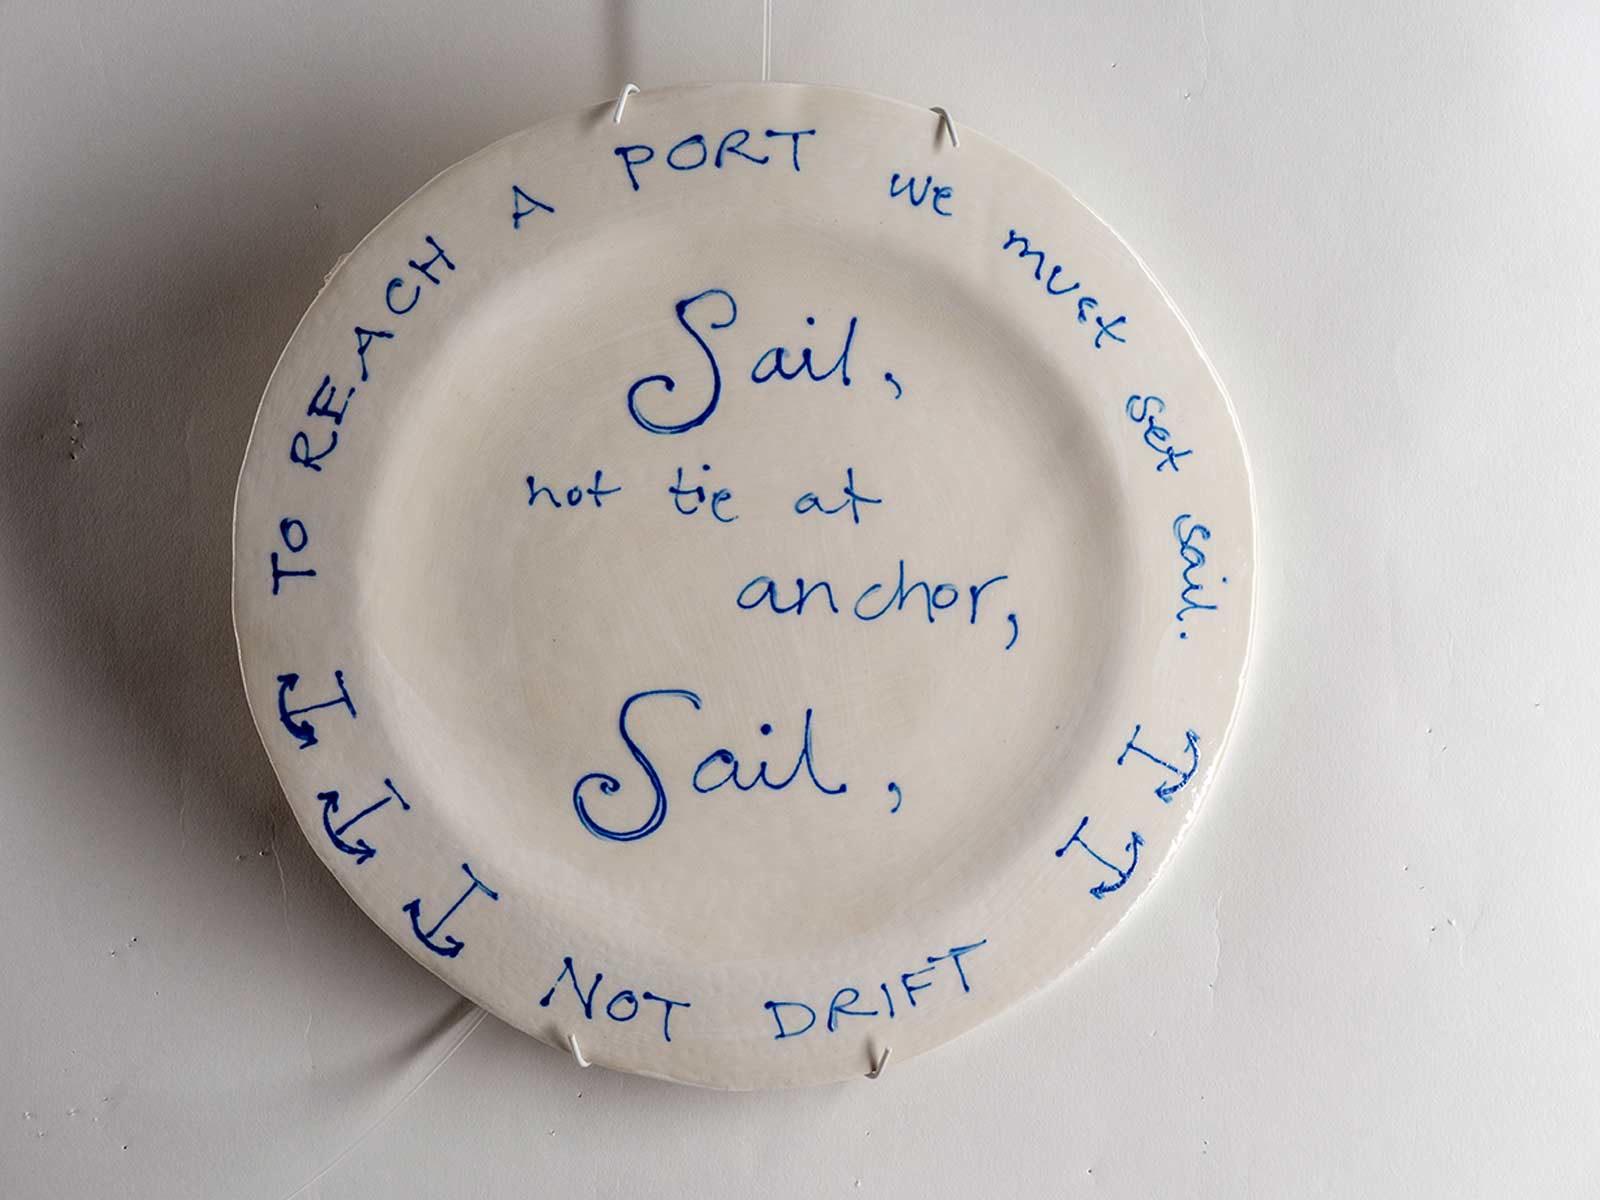 TO REACH A PORT we must set sail.
Sail,
not tie at
anchor,
Sail,
NOT DRIFT